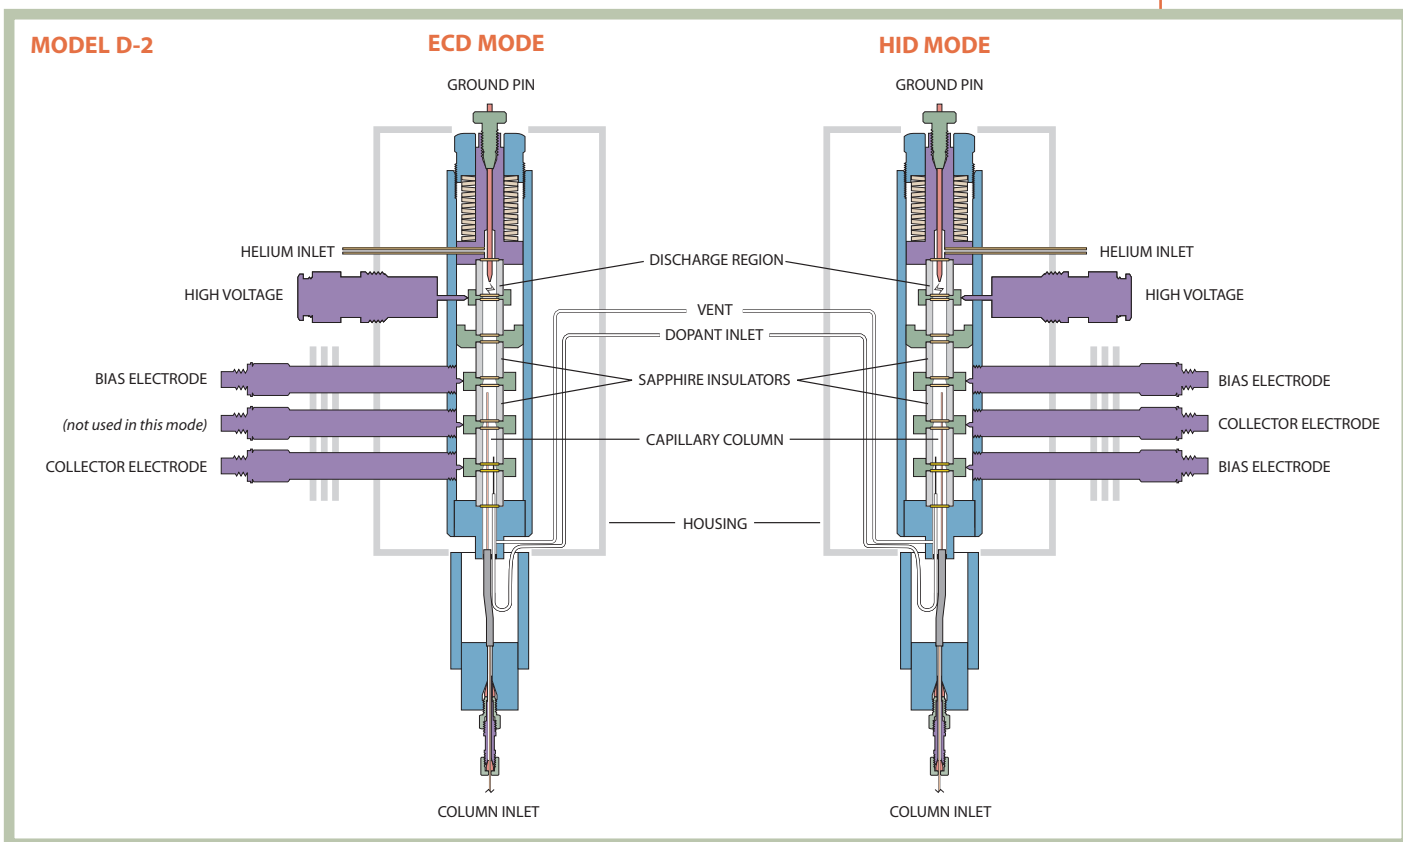 MODEL D-2
ECD MODE
HID MODE
GROUND PIN
GROUND PIN
HELIUM INLET
HELIUM INLET
DISCHARGE REGION
HIGH VOLTAGE
HIGH VOLTAGE
VENT
DOPANT INLET
BIAS ELECTRODE
SAPPHIRE INSULATORS
BIAS ELECTRODE
(not used in this mode)
COLLECTOR ELECTRODE
CAPILLARY COLUMN
COLLECTOR ELECTRODE
BIAS ELECTRODE
HOUSING
COLUMN INLET
COLUMN INLET